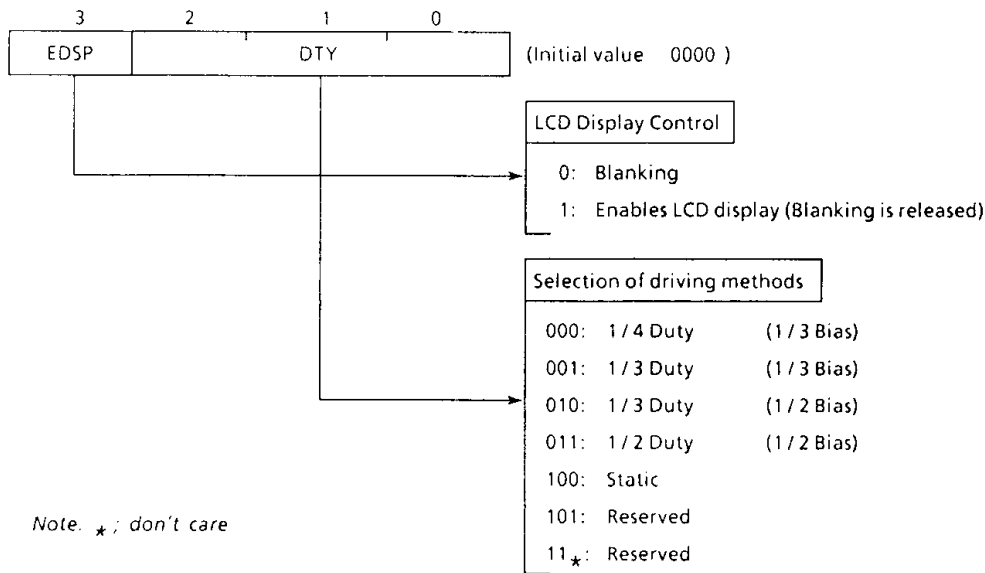 3 2 1 0
EDSP DTY (Initial value 0000 )
LCD Display Control
0: Blanking
1: Enables LCD display (Blanking is released)
Selection of driving methods
000: 1 / 4 Duty (1 / 3 Bias)
001: 1 / 3 Duty (1 / 3 Bias)
010: 1 / 3 Duty (1 / 2 Bias)
011: 1 / 2 Duty (1 / 2 Bias)
100: Static
101: Reserved
11*: Reserved
Note. * ; don't care